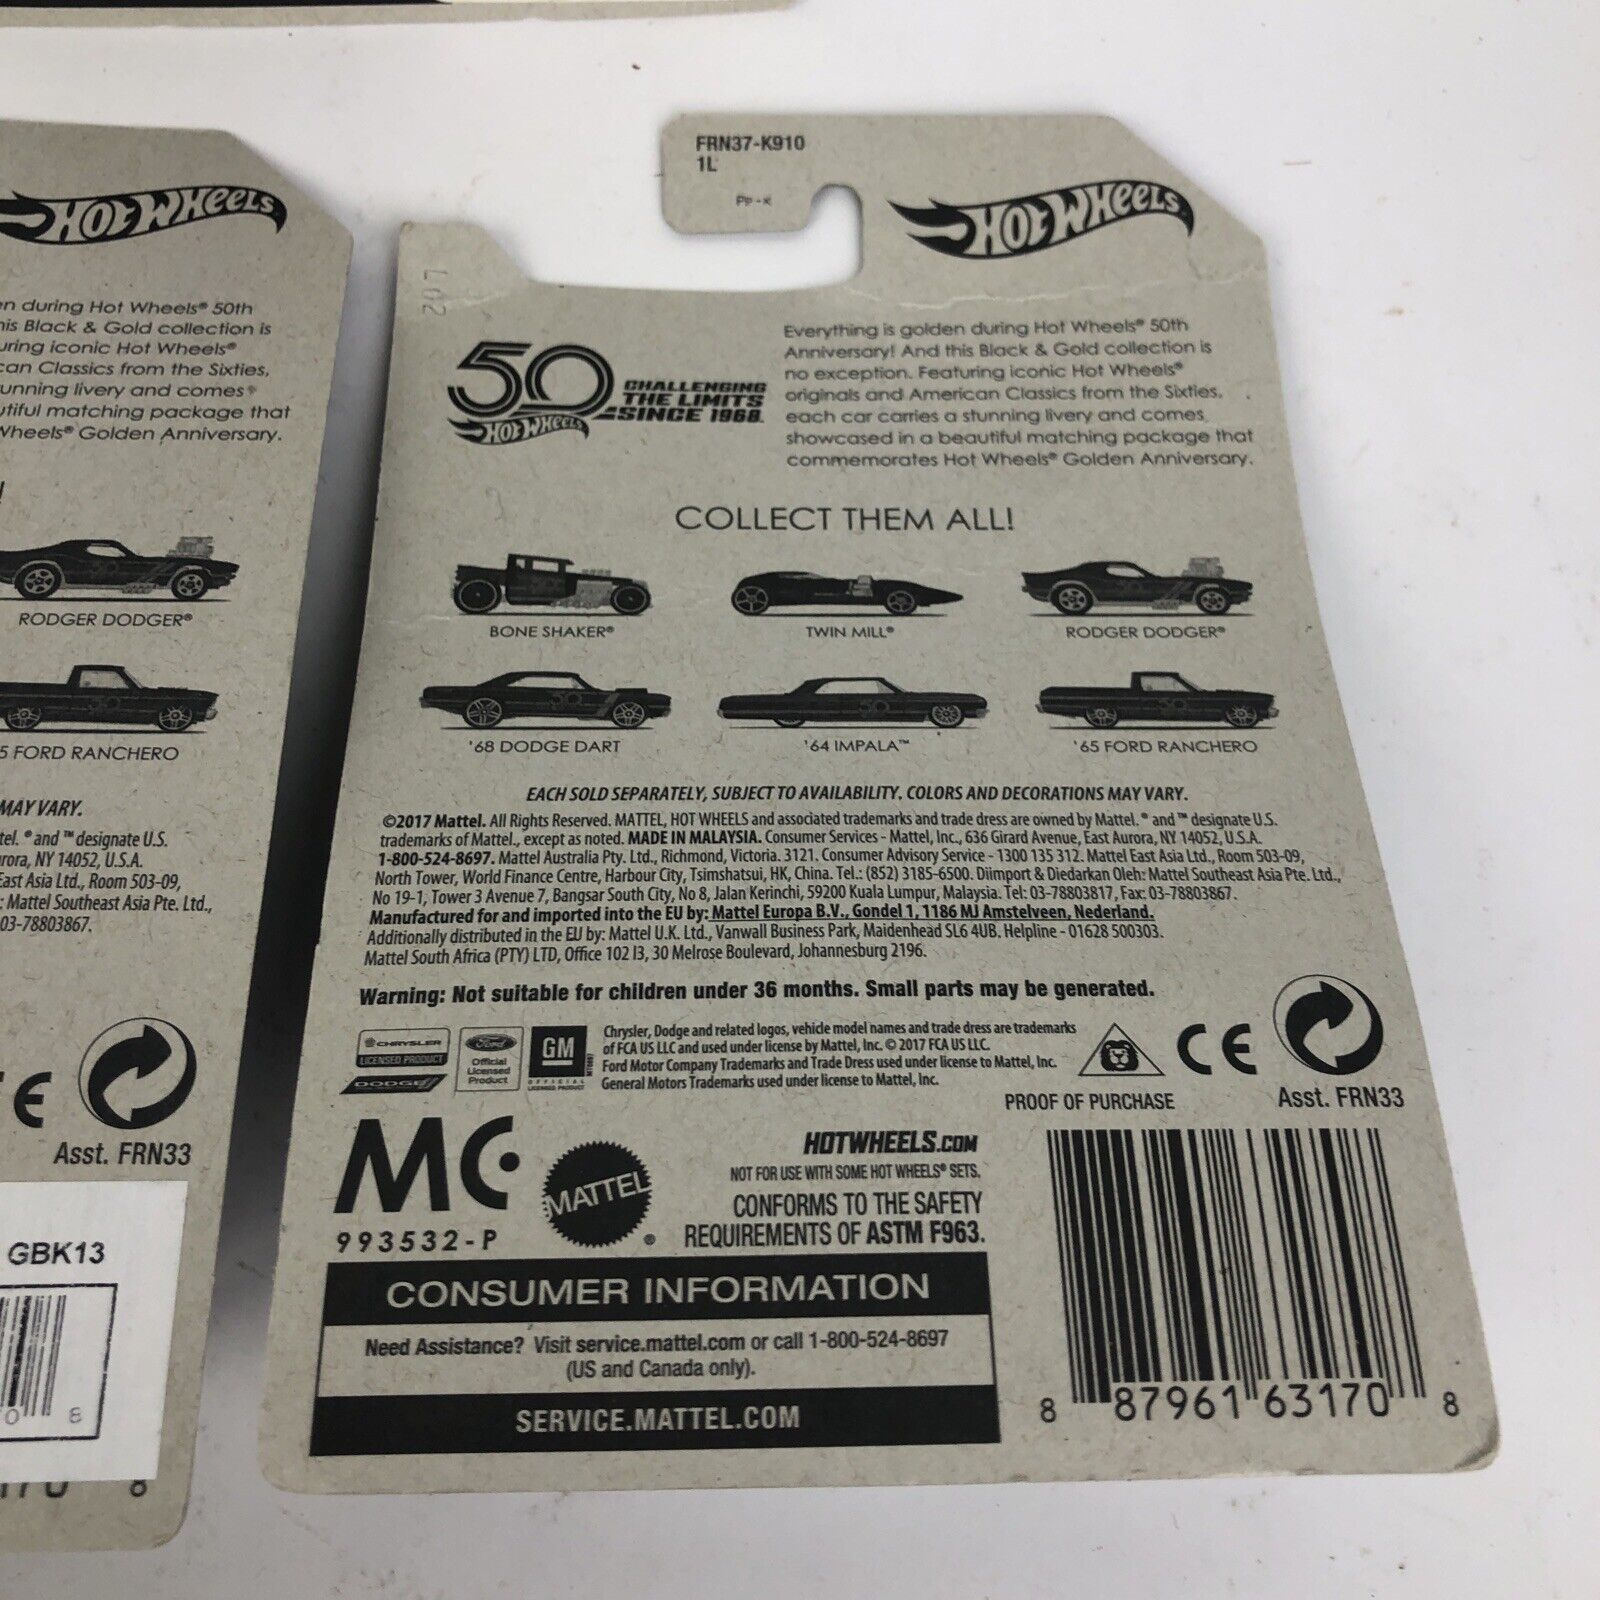 HOT WHEELS
en during Hot Wheels® 50th
his Black & Gold collection is
uring iconic Hot Wheels®
can Classics from the Sixties,
unning livery and comes
utiful matching package that
Wheels® Golden Anniversary.
!
RODGER DODGER®
5 FORD RANCHERO
MAY VARY.
tel. ® and ™ designate U.S.
rora, NY 14052, U.S.A.
East Asia Ltd., Room 503-09,
: Mattel Southeast Asia Pte. Ltd.,
03-78803867.
CE
Asst. FRN33
GBK13
0 8
170 8
FRN37-K910
1L
HOT WHEELS
L02
50 CHALLENGING
THE LIMITS
SINCE 1968.
HOT WHEELS
Everything is golden during Hot Wheels® 50th
Anniversary! And this Black & Gold collection is
no exception. Featuring iconic Hot Wheels®
originals and American Classics from the Sixties,
each car carries a stunning livery and comes
showcased in a beautiful matching package that
commemorates Hot Wheels® Golden Anniversary.
COLLECT THEM ALL!
BONE SHAKER® TWIN MILL® RODGER DODGER®
'68 DODGE DART '64 IMPALA™ '65 FORD RANCHERO
EACH SOLD SEPARATELY, SUBJECT TO AVAILABILITY. COLORS AND DECORATIONS MAY VARY.
©2017 Mattel. All Rights Reserved. MATTEL, HOT WHEELS and associated trademarks and trade dress are owned by Mattel. ® and ™ designate U.S.
trademarks of Mattel., except as noted. MADE IN MALAYSIA. Consumer Services - Mattel, Inc., 636 Girard Avenue, East Aurora, NY 14052, U.S.A.
1-800-524-8697. Mattel Australia Pty. Ltd., Richmond, Victoria. 3121. Consumer Advisory Service - 1300 135 312. Mattel East Asia Ltd., Room 503-09,
North Tower, World Finance Centre, Harbour City, Tsimshatsui, HK, China. Tel.: (852) 3185-6500. Diimport & Diedarkan Oleh: Mattel Southeast Asia Pte. Ltd.,
No 19-1, Tower 3 Avenue 7, Bangsar South City, No 8, Jalan Kerinchi, 59200 Kuala Lumpur, Malaysia. Tel: 03-78803817, Fax: 03-78803867.
Manufactured for and imported into the EU by: Mattel Europa B.V., Gondel 1, 1186 MJ Amstelveen, Nederland.
Additionally distributed in the EU by: Mattel U.K. Ltd., Vanwall Business Park, Maidenhead SL6 4UB. Helpline - 01628 500303.
Mattel South Africa (PTY) LTD, Office 102 I3, 30 Melrose Boulevard, Johannesburg 2196.
Warning: Not suitable for children under 36 months. Small parts may be generated.
CHRYSLER
LICENSED PRODUCT
DODGE
Ford
Official
Licensed
Product
GM
OFFICIAL
LICENSED PRODUCT
Chrysler, Dodge and related logos, vehicle model names and trade dress are trademarks
of FCA US LLC and used under license by Mattel, Inc. © 2017 FCA US LLC.
Ford Motor Company Trademarks and Trade Dress used under license to Mattel, Inc.
General Motors Trademarks used under license to Mattel, Inc.
CE
PROOF OF PURCHASE
Asst. FRN33
MC
993532-P
MATTEL®
HOTWHEELS.COM
NOT FOR USE WITH SOME HOT WHEELS® SETS.
CONFORMS TO THE SAFETY
REQUIREMENTS OF ASTM F963.
CONSUMER INFORMATION
Need Assistance? Visit service.mattel.com or call 1-800-524-8697
(US and Canada only).
SERVICE.MATTEL.COM
8 87961 63170 8